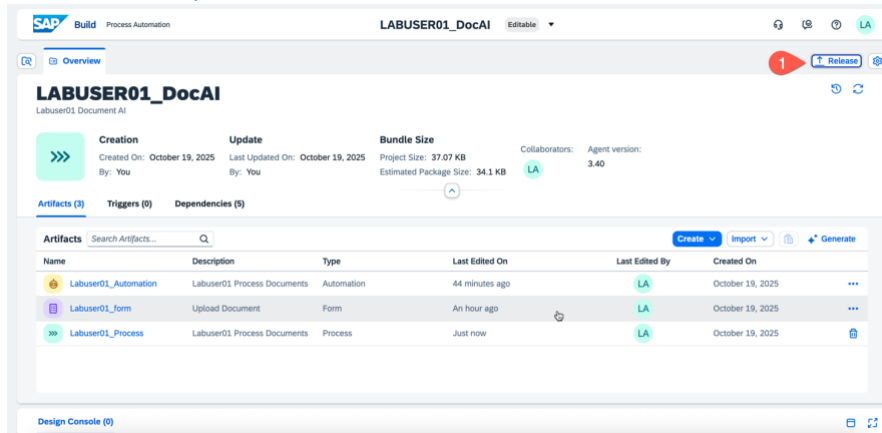 SAP Build Process Automation LABUSER01_DocAI Editable LA
Overview 1 Release
LABUSER01_DocAI
Labuser01 Document AI
Creation Update Bundle Size
Created On: October 19, 2025 Last Updated On: October 19, 2025 Project Size: 37.07 KB Collaborators: Agent version:
By: You By: You Estimated Package Size: 34.1 KB LA 3.40
Artifacts (3) Triggers (0) Dependencies (5)
Artifacts Search Artifacts... Create Import Generate
Name Description Type Last Edited On Last Edited By Created On
Labuser01_Automation Labuser01 Process Documents Automation 44 minutes ago LA October 19, 2025
Labuser01_form Upload Document Form An hour ago LA October 19, 2025
Labuser01_Process Labuser01 Process Documents Process Just now LA October 19, 2025
Design Console (0)